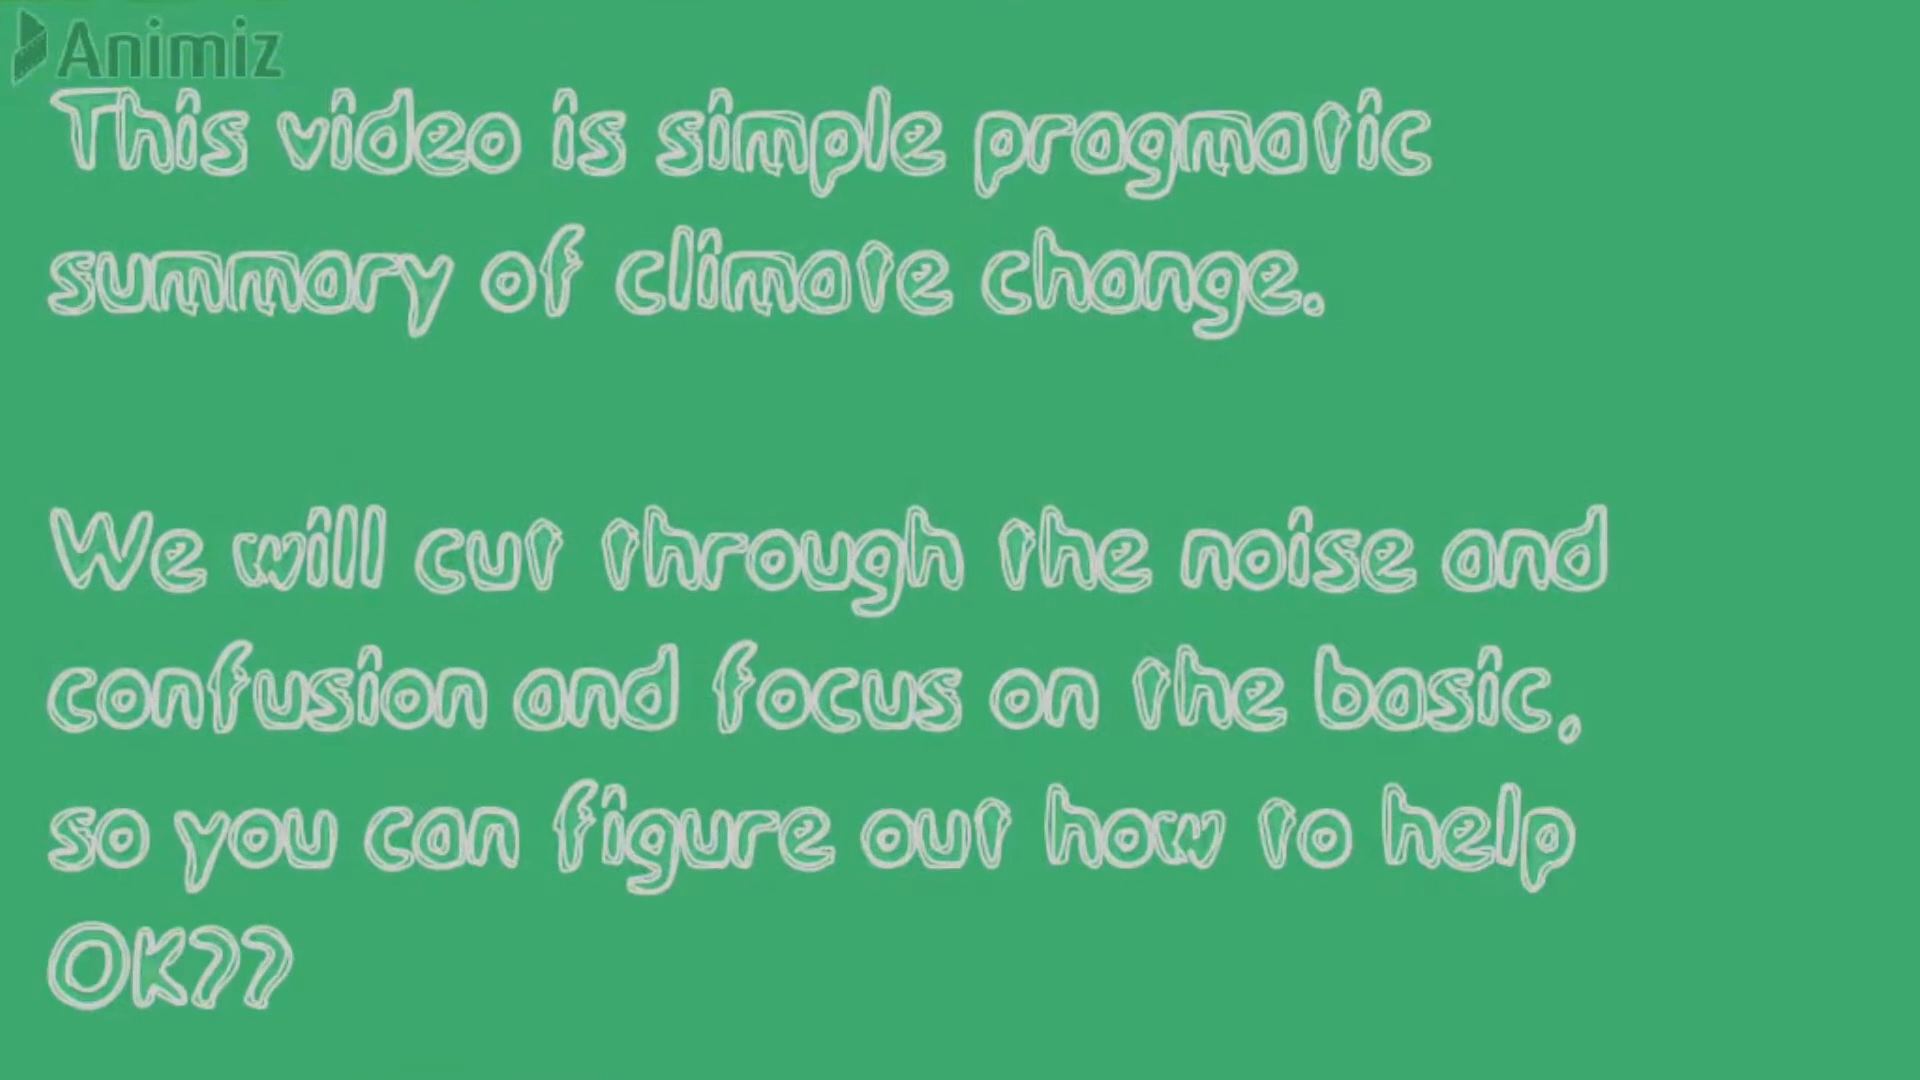 Animiz
This video is simple pragmatic
summary of climate change.
We will cut through the noise and
confusion and focus on the basic,
so you can figure out how to help
OK??